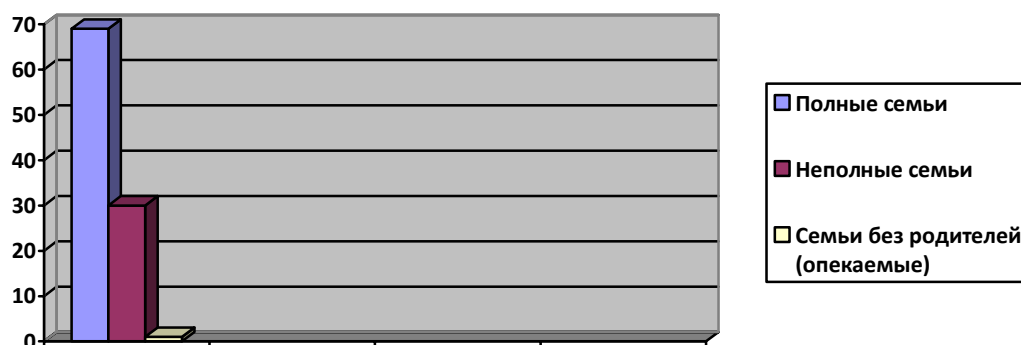 70
60
50
40
30
20
10
0
Полные семьи
Неполные семьи
Семьи без родителей
(опекаемые)